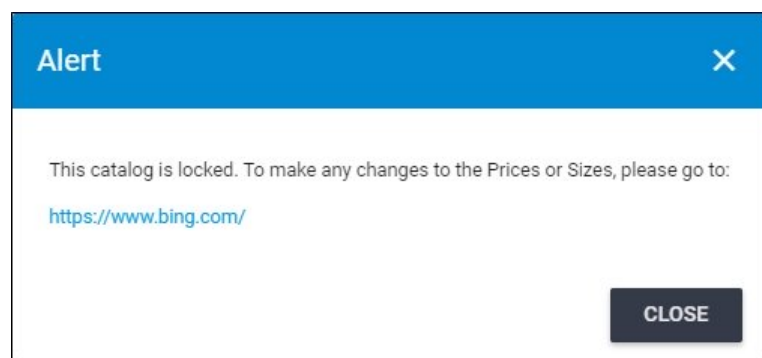 Alert
This catalog is locked. To make any changes to the Prices or Sizes, please go to:
https://www.bing.com/
CLOSE